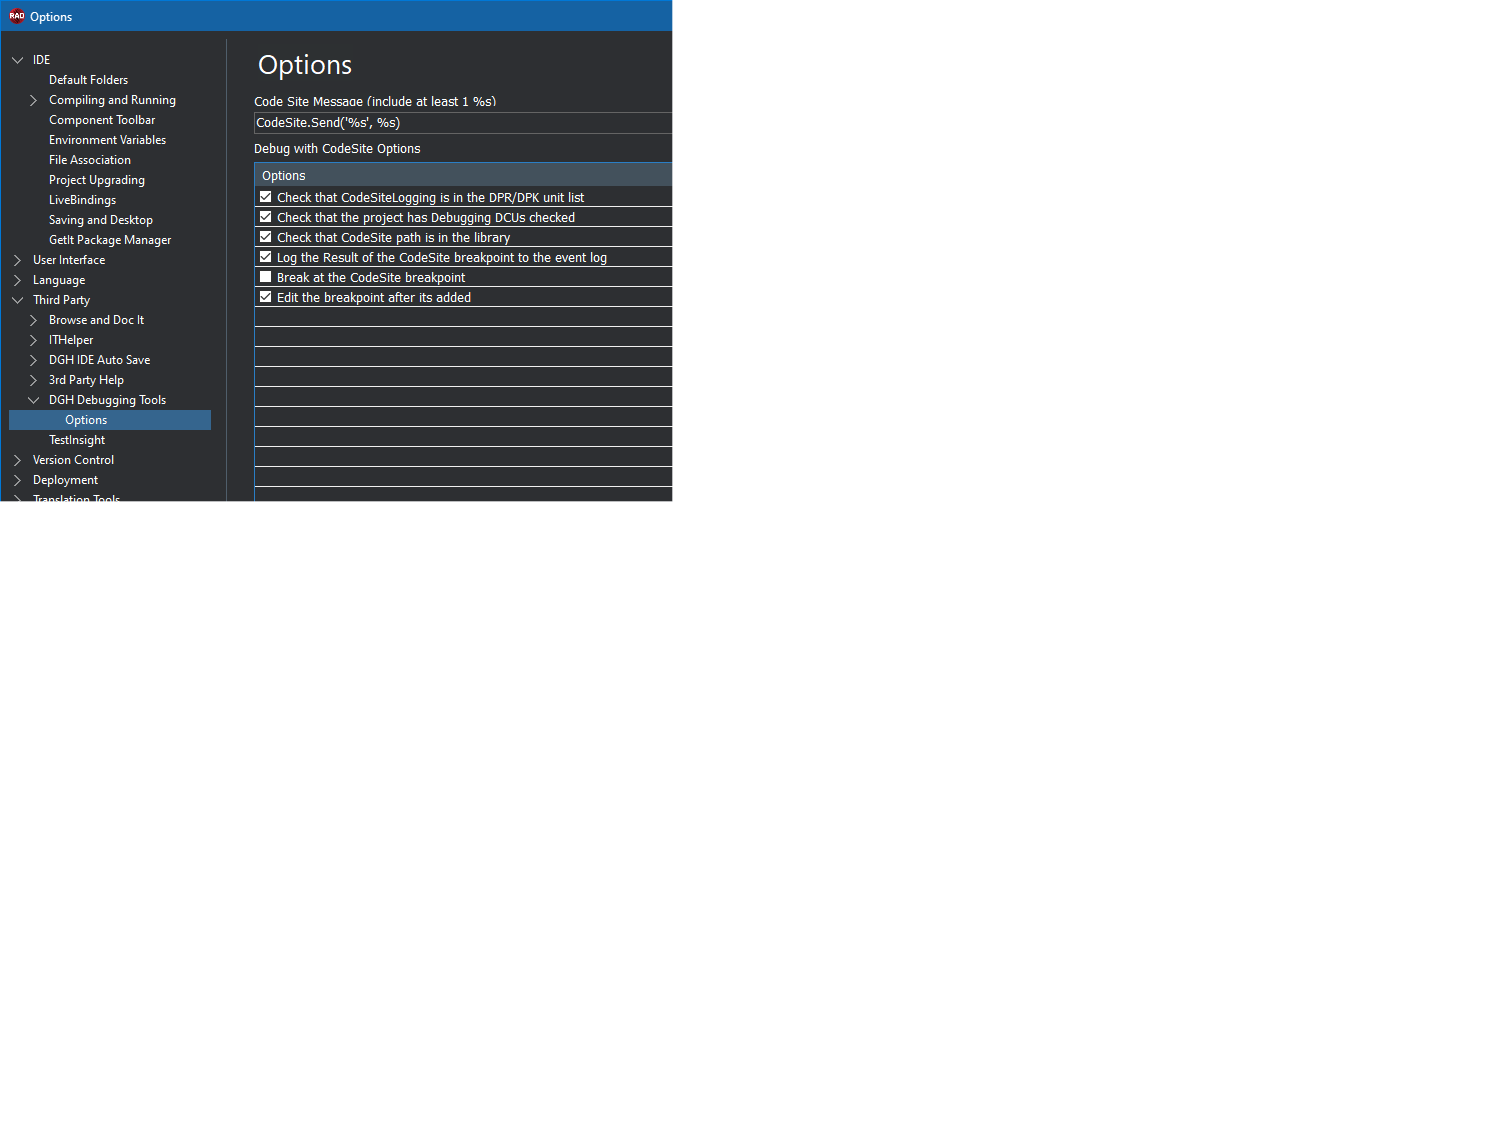 RAD Options
IDE
Default Folders
Compiling and Running
Component Toolbar
Environment Variables
File Association
Project Upgrading
LiveBindings
Saving and Desktop
GetIt Package Manager
User Interface
Language
Third Party
Browse and Doc It
ITHelper
DGH IDE Auto Save
3rd Party Help
DGH Debugging Tools
Options
TestInsight
Version Control
Deployment
Translation Tools
Options
Code Site Message (include at least 1 %s)
CodeSite.Send('%s', %s)
Debug with CodeSite Options
Options
Check that CodeSiteLogging is in the DPR/DPK unit list
Check that the project has Debugging DCUs checked
Check that CodeSite path is in the library
Log the Result of the CodeSite breakpoint to the event log
Break at the CodeSite breakpoint
Edit the breakpoint after its added